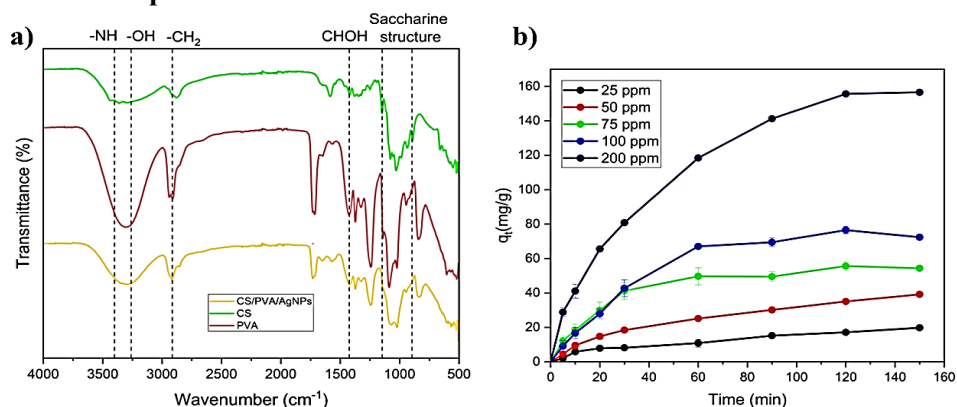 a)
-NH -OH -CH₂ CHOH Saccharine structure
Transmittance (%)
CS/PVA/AgNPs
CS
PVA
4000 3500 3000 2500 2000 1500 1000 500
Wavenumber (cm⁻¹)
b)
qₜ(mg/g)
160
140
120
100
80
60
40
20
0
25 ppm
50 ppm
75 ppm
100 ppm
200 ppm
0 20 40 60 80 100 120 140 160
Time (min)